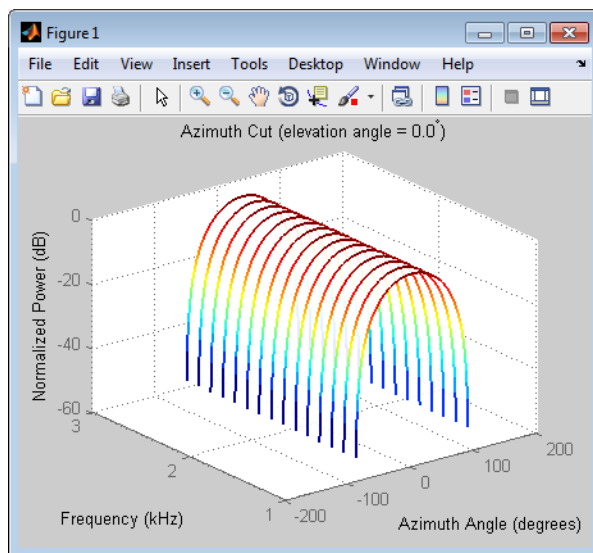 Figure 1
File Edit View Insert Tools Desktop Window Help
Azimuth Cut (elevation angle = 0.0°)
Normalized Power (dB)
0
-20
-40
-60
3
2
1
Frequency (kHz)
-200
-100
0
100
200
Azimuth Angle (degrees)